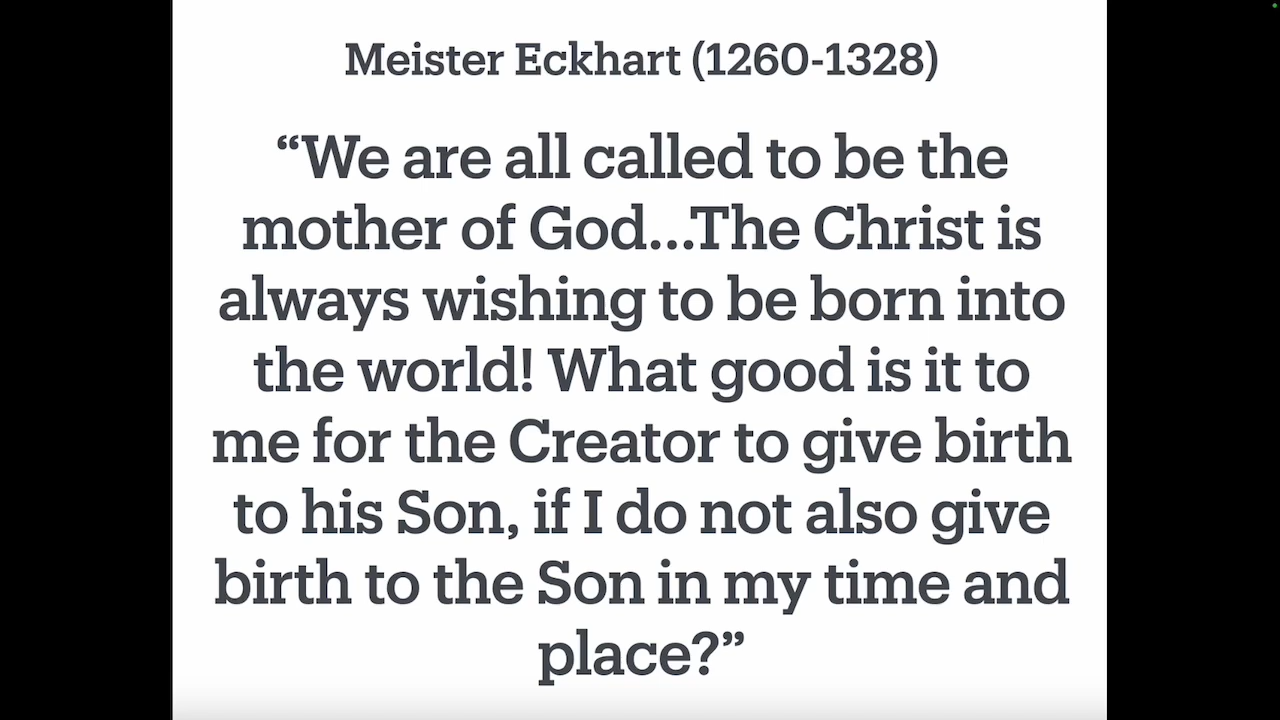 Meister Eckhart (1260-1328)
“We are all called to be the
mother of God...The Christ is
always wishing to be born into
the world! What good is it to
me for the Creator to give birth
to his Son, if I do not also give
birth to the Son in my time and
place?”